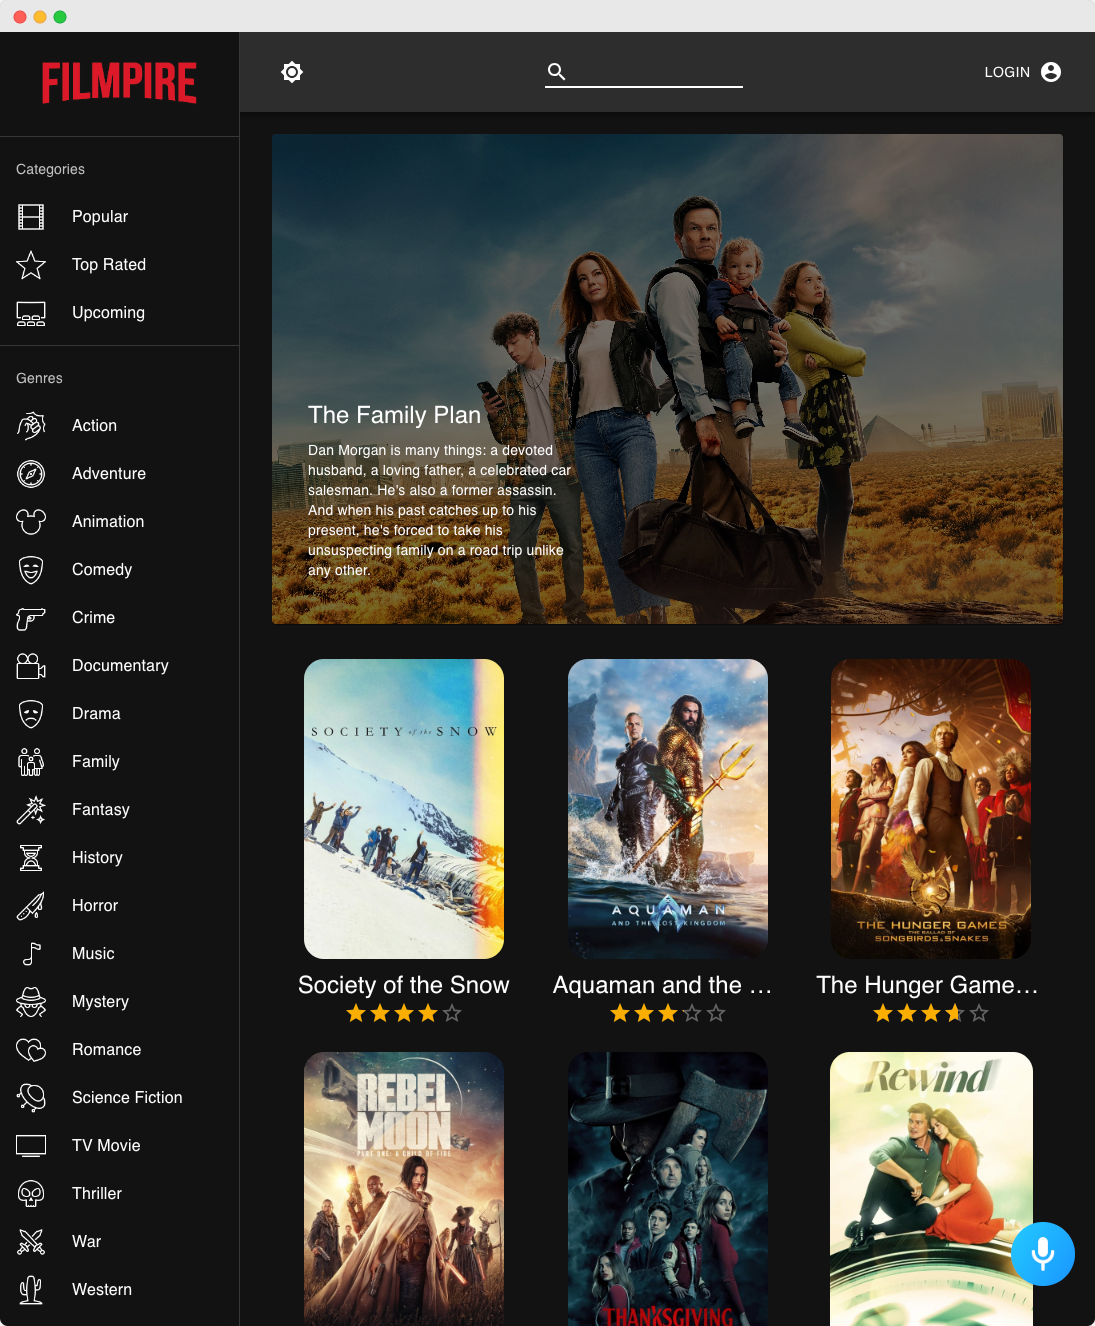 FILMPIRE
LOGIN
Categories
Popular
Top Rated
Upcoming
Genres
Action
Adventure
Animation
Comedy
Crime
Documentary
Drama
Family
Fantasy
History
Horror
Music
Mystery
Romance
Science Fiction
TV Movie
Thriller
War
Western
The Family Plan
Dan Morgan is many things: a devoted
husband, a loving father, a celebrated car
salesman. He's also a former assassin.
And when his past catches up to his
present, he's forced to take his
unsuspecting family on a road trip unlike
any other.
SOCIETY of the SNOW
AQUAMAN
AND THE LOST KINGDOM
THE HUNGER GAMES
THE BALLAD OF
SONGBIRDS & SNAKES
Society of the Snow
Aquaman and the ...
The Hunger Game...
REBEL
MOON
PART ONE: A CHILD OF FIRE
THANKSGIVING
Rewind